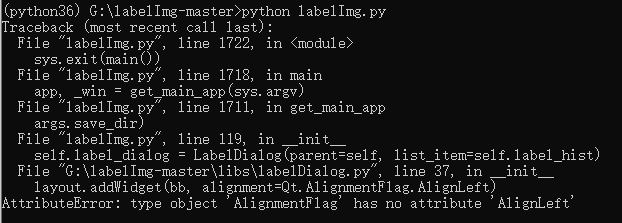 (python36) G:\labelImg-master>python labelImg.py
Traceback (most recent call last):
  File "labelImg.py", line 1722, in <module>
    sys.exit(main())
  File "labelImg.py", line 1718, in main
    app, _win = get_main_app(sys.argv)
  File "labelImg.py", line 1711, in get_main_app
    args.save_dir)
  File "labelImg.py", line 119, in __init__
    self.label_dialog = LabelDialog(parent=self, list_item=self.label_hist)
  File "G:\labelImg-master\libs\labelDialog.py", line 37, in __init__
    layout.addWidget(bb, alignment=Qt.AlignmentFlag.AlignLeft)
AttributeError: type object 'AlignmentFlag' has no attribute 'AlignLeft'